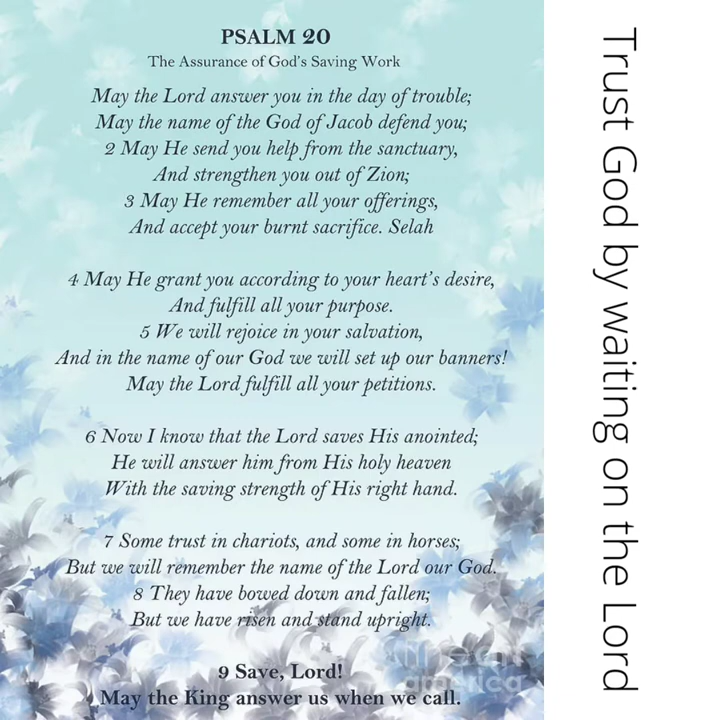 PSALM 20
The Assurance of God's Saving Work
May the Lord answer you in the day of trouble;
May the name of the God of Jacob defend you;
2 May He send you help from the sanctuary,
And strengthen you out of Zion;
3 May He remember all your offerings,
And accept your burnt sacrifice. Selah
4 May He grant you according to your heart's desire,
And fulfill all your purpose.
5 We will rejoice in your salvation,
And in the name of our God we will set up our banners!
May the Lord fulfill all your petitions.
6 Now I know that the Lord saves His anointed;
He will answer him from His holy heaven
With the saving strength of His right hand.
7 Some trust in chariots, and some in horses;
But we will remember the name of the Lord our God.
8 They have bowed down and fallen;
But we have risen and stand upright.
9 Save, Lord!
May the King answer us when we call.
america
Trust God by waiting on the Lord